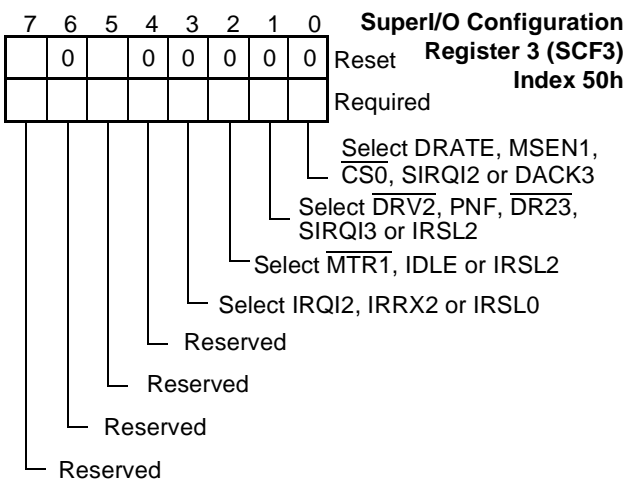 7 6 5 4 3 2 1 0
SuperI/O Configuration
Register 3 (SCF3)
Index 50h
0 0 0 0 0 0 Reset
Required
Select DRATE, MSEN1,
CS0, SIRQI2 or DACK3
Select DRV2, PNF, DR23,
SIRQI3 or IRSL2
Select MTR1, IDLE or IRSL2
Select IRQI2, IRRX2 or IRSL0
Reserved
Reserved
Reserved
Reserved